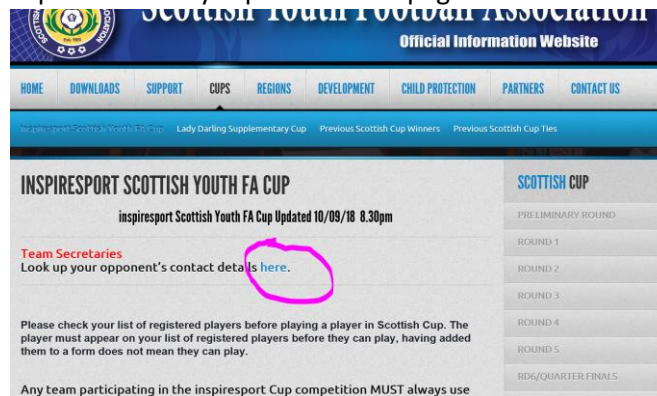 Scottish Youth Football Association
Official Information Website
HOME DOWNLOADS SUPPORT CUPS REGIONS DEVELOPMENT CHILD PROTECTION PARTNERS CONTACT US
inspiresport Scottish Youth FA Cup Lady Darling Supplementary Cup Previous Scottish Cup Winners Previous Scottish Cup Ties
INSPIRESPORT SCOTTISH YOUTH FA CUP
inspiresport Scottish Youth FA Cup Updated 10/09/18 8.30pm
Team Secretaries
Look up your opponent's contact details here.
Please check your list of registered players before playing a player in Scottish Cup. The
player must appear on your list of registered players before they can play, having added
them to a form does not mean they can play.
Any team participating in the inspiresport Cup competition MUST always use
SCOTTISH CUP
PRELIMINARY ROUND
ROUND 1
ROUND 2
ROUND 3
ROUND 4
ROUND 5
RD6/QUARTER FINALS